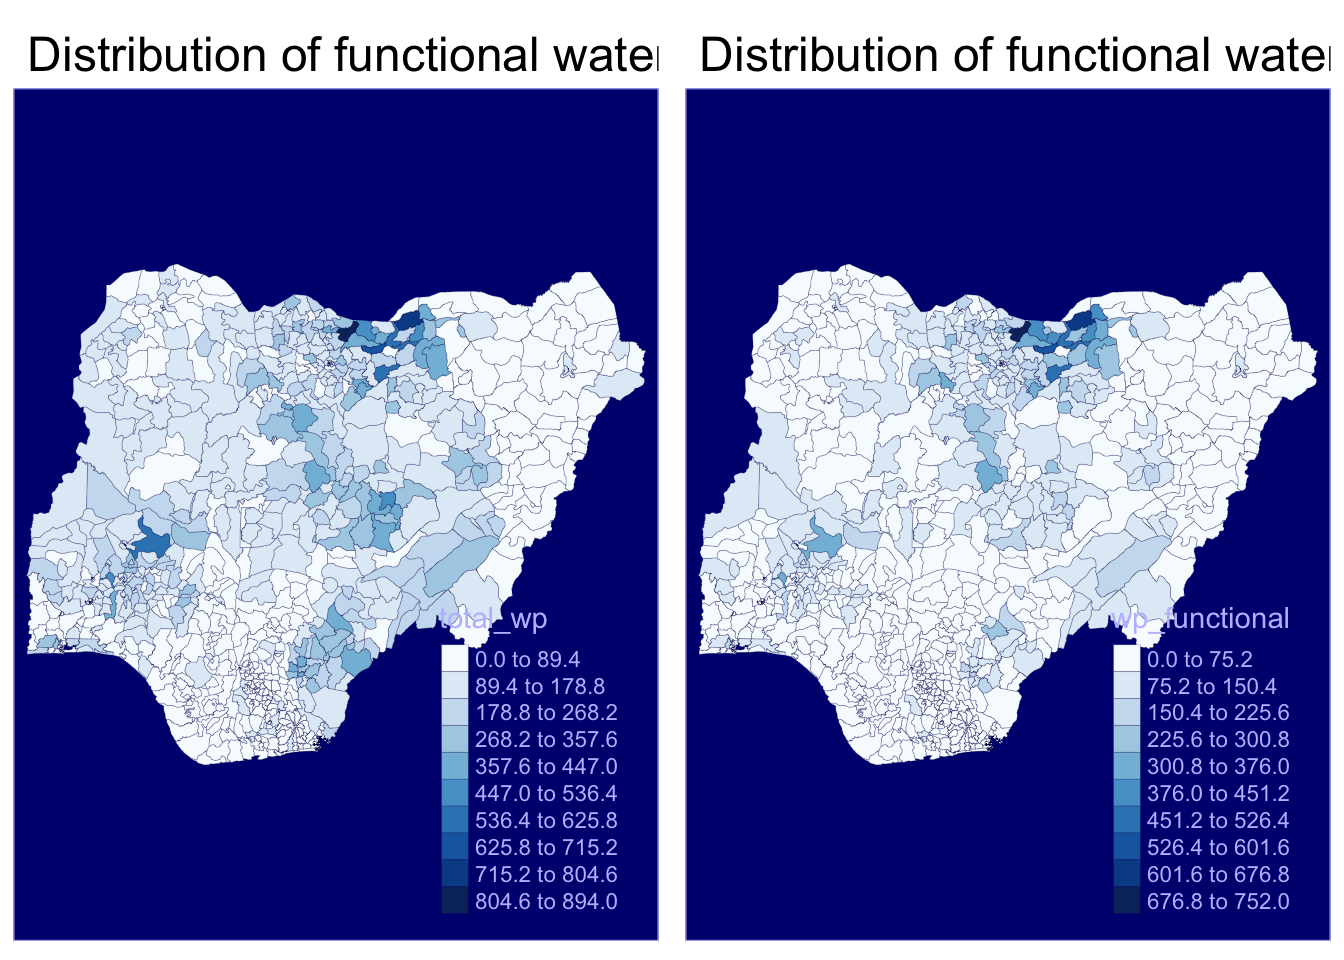 Distribution of functional water
total_wp
0.0 to 89.4
89.4 to 178.8
178.8 to 268.2
268.2 to 357.6
357.6 to 447.0
447.0 to 536.4
536.4 to 625.8
625.8 to 715.2
715.2 to 804.6
804.6 to 894.0
Distribution of functional water
wp_functional
0.0 to 75.2
75.2 to 150.4
150.4 to 225.6
225.6 to 300.8
300.8 to 376.0
376.0 to 451.2
451.2 to 526.4
526.4 to 601.6
601.6 to 676.8
676.8 to 752.0